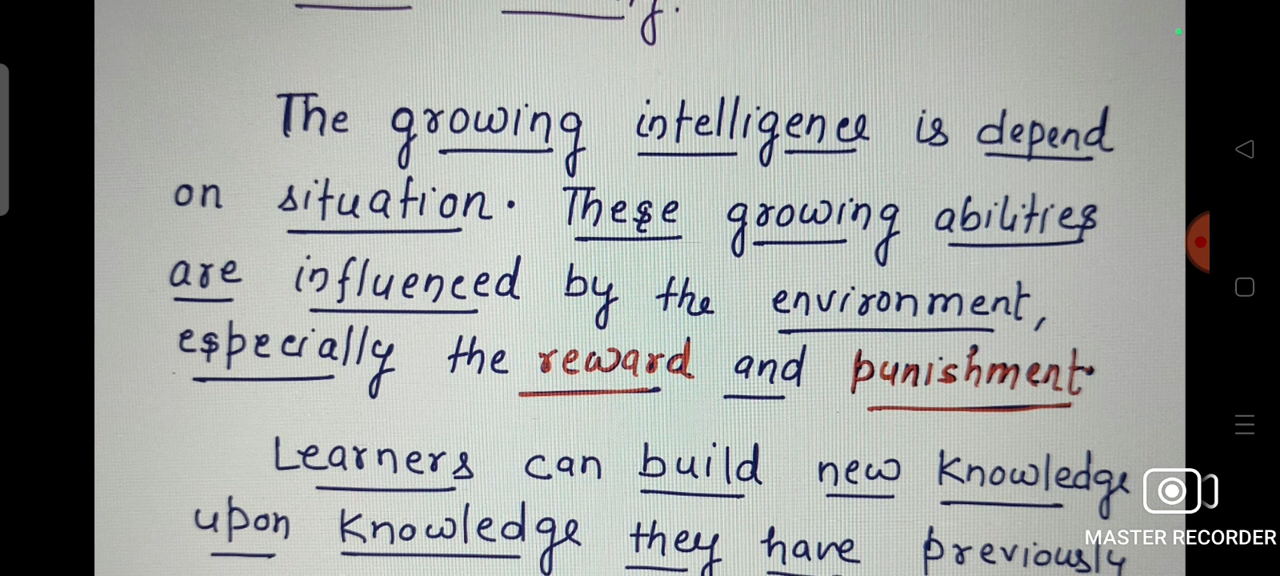 The growing intelligence is depend
on situation. These growing abilities
are influenced by the environment,
especially the reward and punishment.
Learners can build new knowledge
upon knowledge they have previously
MASTER RECORDER